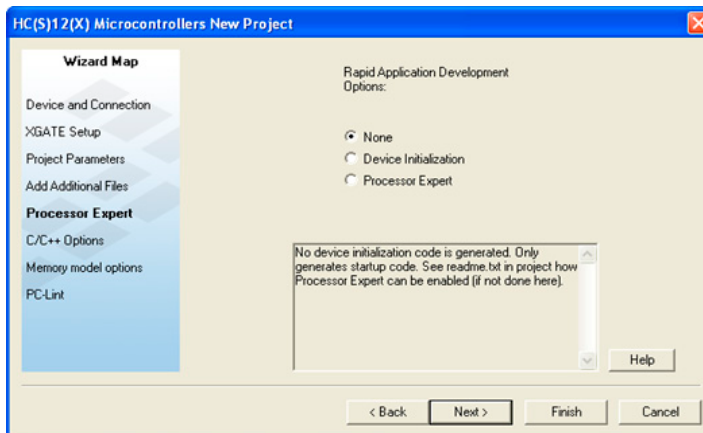 HC(S)12(X) Microcontrollers New Project
Wizard Map
Device and Connection
XGATE Setup
Project Parameters
Add Additional Files
Processor Expert
C/C++ Options
Memory model options
PC-Lint
Rapid Application Development
Options:
None
Device Initialization
Processor Expert
No device initialization code is generated. Only
generates startup code. See readme.txt in project how
Processor Expert can be enabled (if not done here).
Help
< Back
Next >
Finish
Cancel